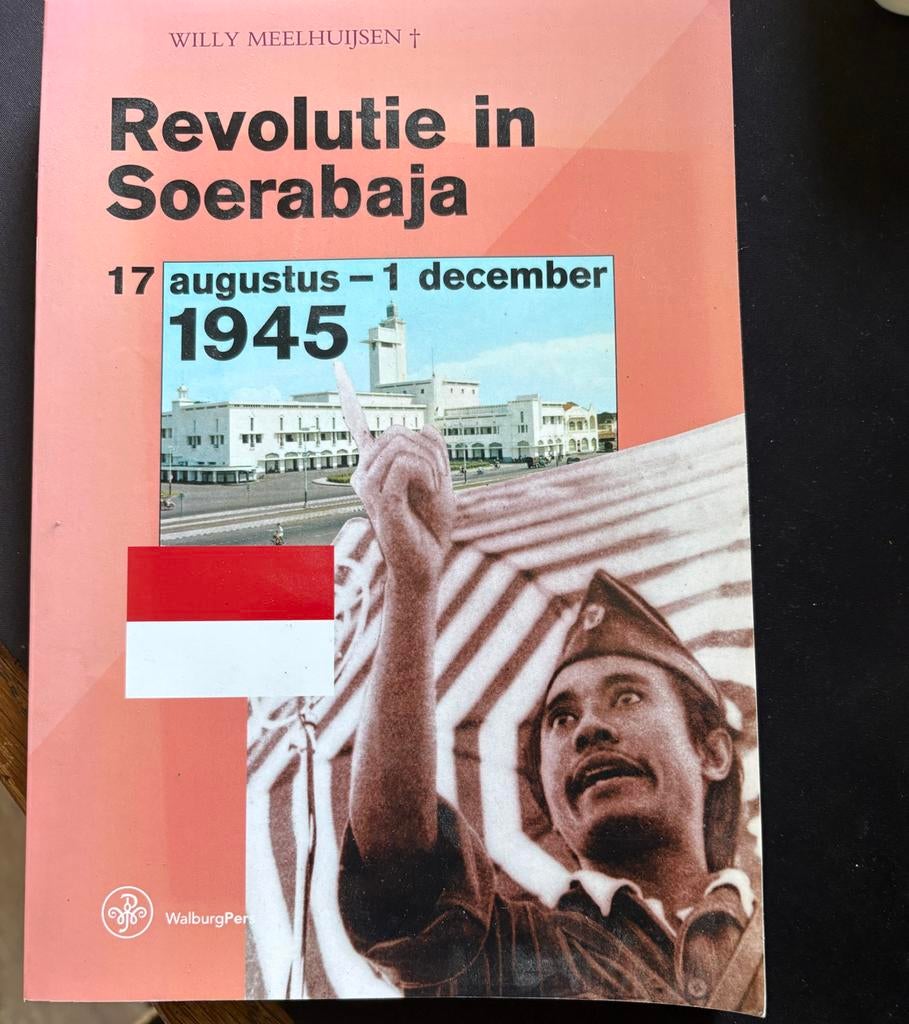 WILLY MEELHUIJSEN †
Revolutie in
Soerabaja
17 augustus – 1 december
1945
WalburgPers